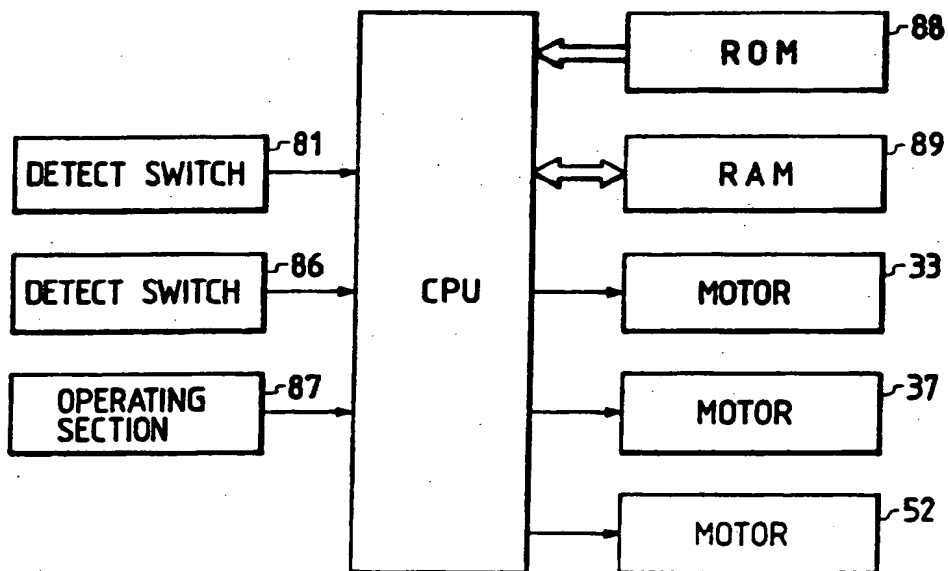 88
ROM
81
89
DETECT SWITCH
RAM
86
33
DETECT SWITCH
CPU
MOTOR
87
37
OPERATING
SECTION
MOTOR
52
MOTOR